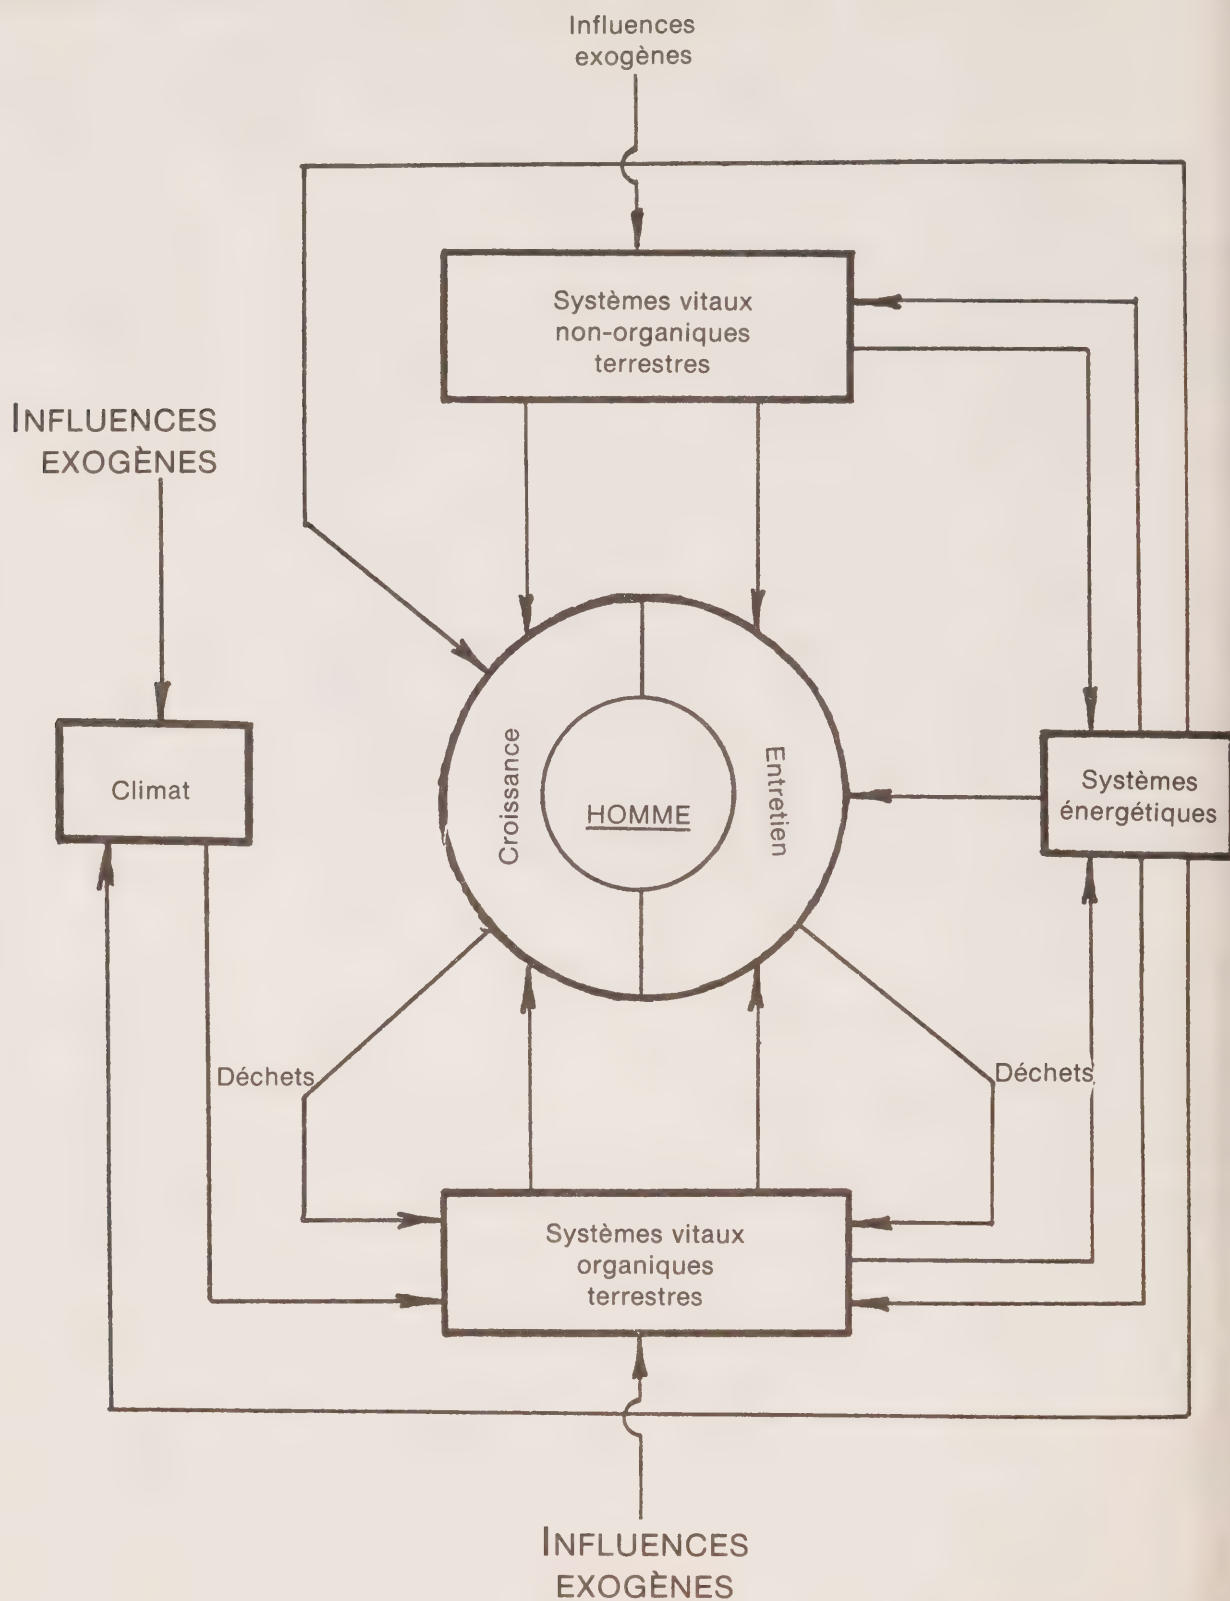 Influences
exogènes
Systèmes vitaux
non-organiques
terrestres
INFLUENCES
EXOGÈNES
Climat
Croissance
HOMME
Entretien
Systèmes
énergétiques
Déchets
Déchets
Systèmes vitaux
organiques
terrestres
INFLUENCES
EXOGÈNES